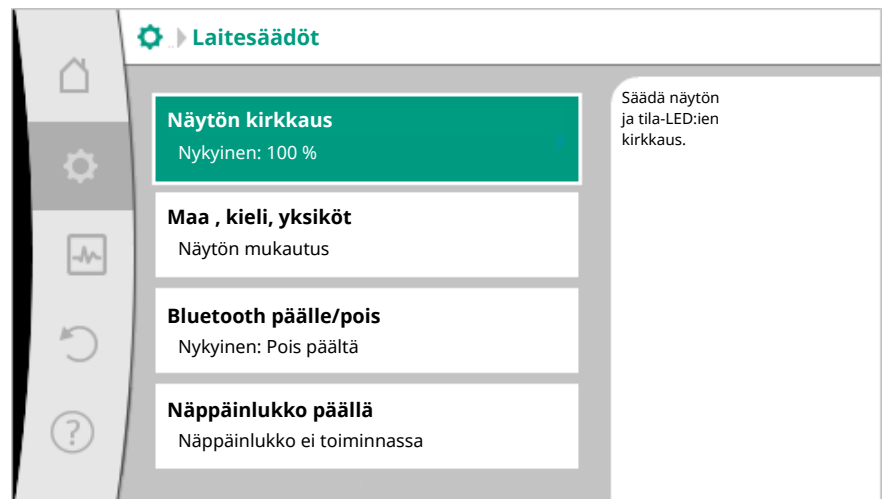 Laitesäädöt
Näytön kirkkaus
Nykyinen: 100 %
Maa , kieli, yksiköt
Näytön mukautus
Bluetooth päälle/pois
Nykyinen: Pois päältä
Näppäinlukko päällä
Näppäinlukko ei toiminnassa
Säädä näytön
ja tila-LED:ien
kirkkaus.